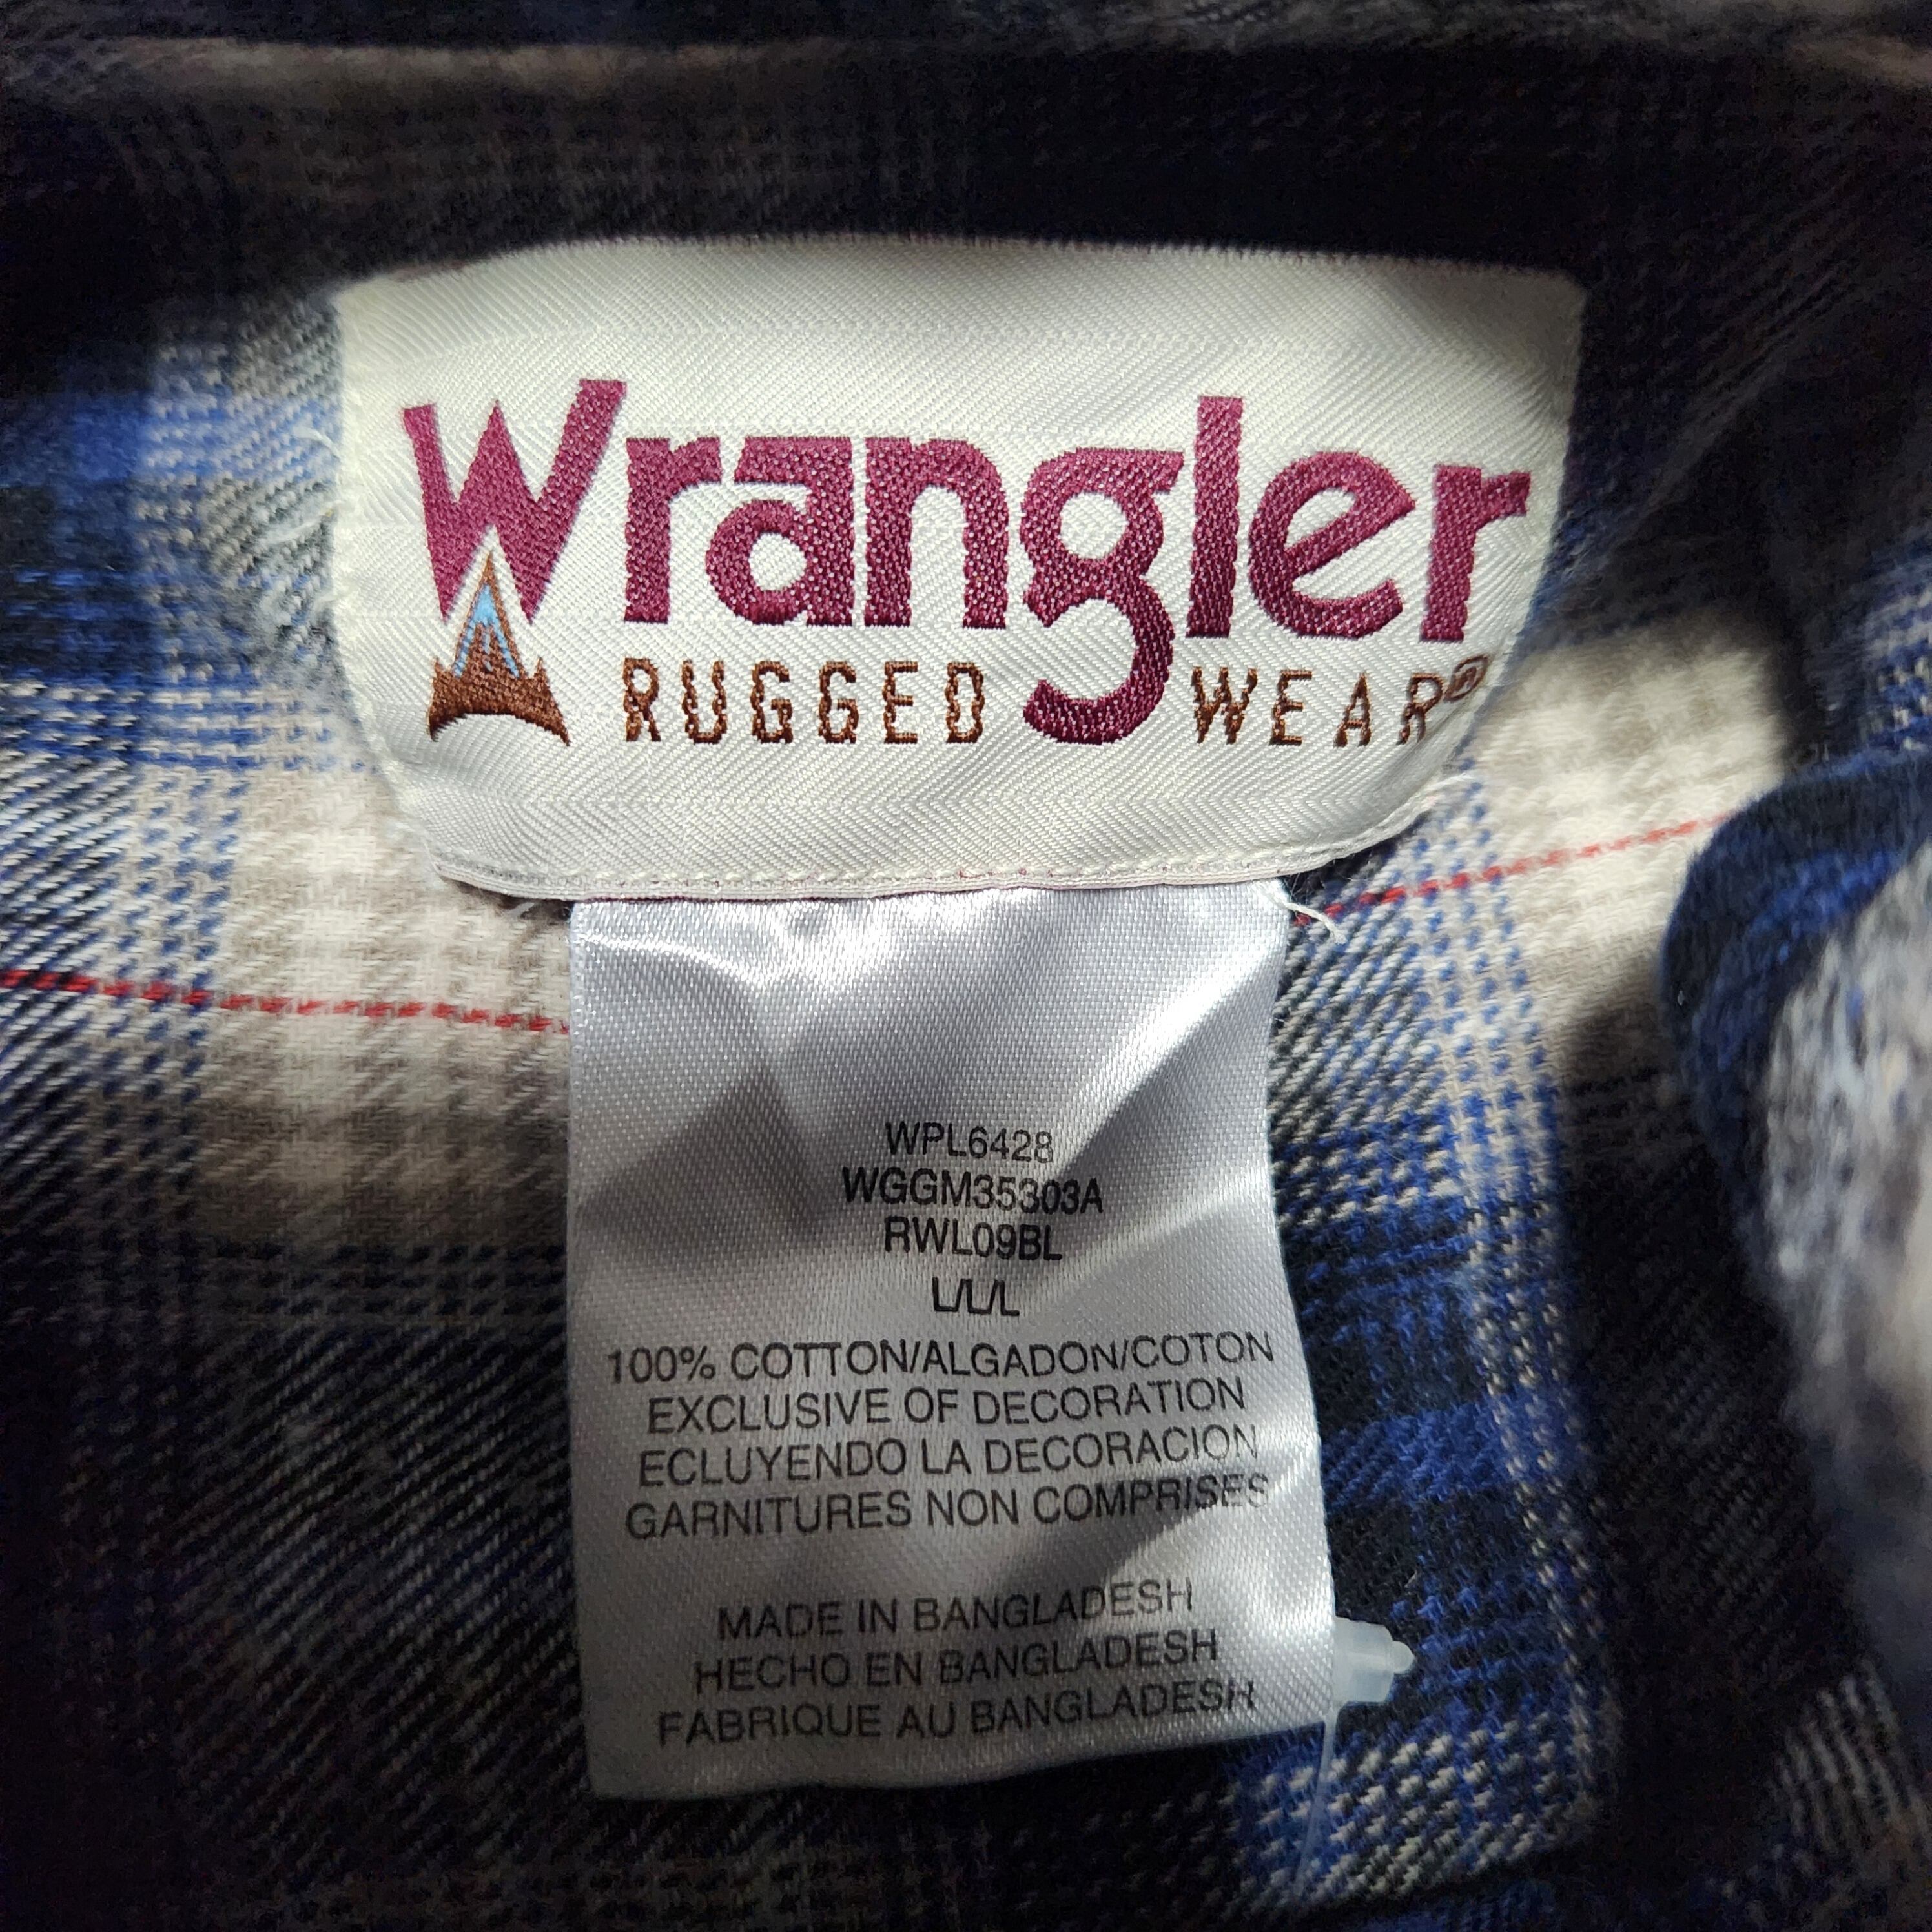 Wrangler
RUGGED WEAR®
WPL6428
WGGM35303A
RWL09BL
L/L/L
100% COTTON/ALGADON/COTON
EXCLUSIVE OF DECORATION
ECLUYENDO LA DECORACION
GARNITURES NON COMPRISES
MADE IN BANGLADESH
HECHO EN BANGLADESH
FABRIQUE AU BANGLADESH